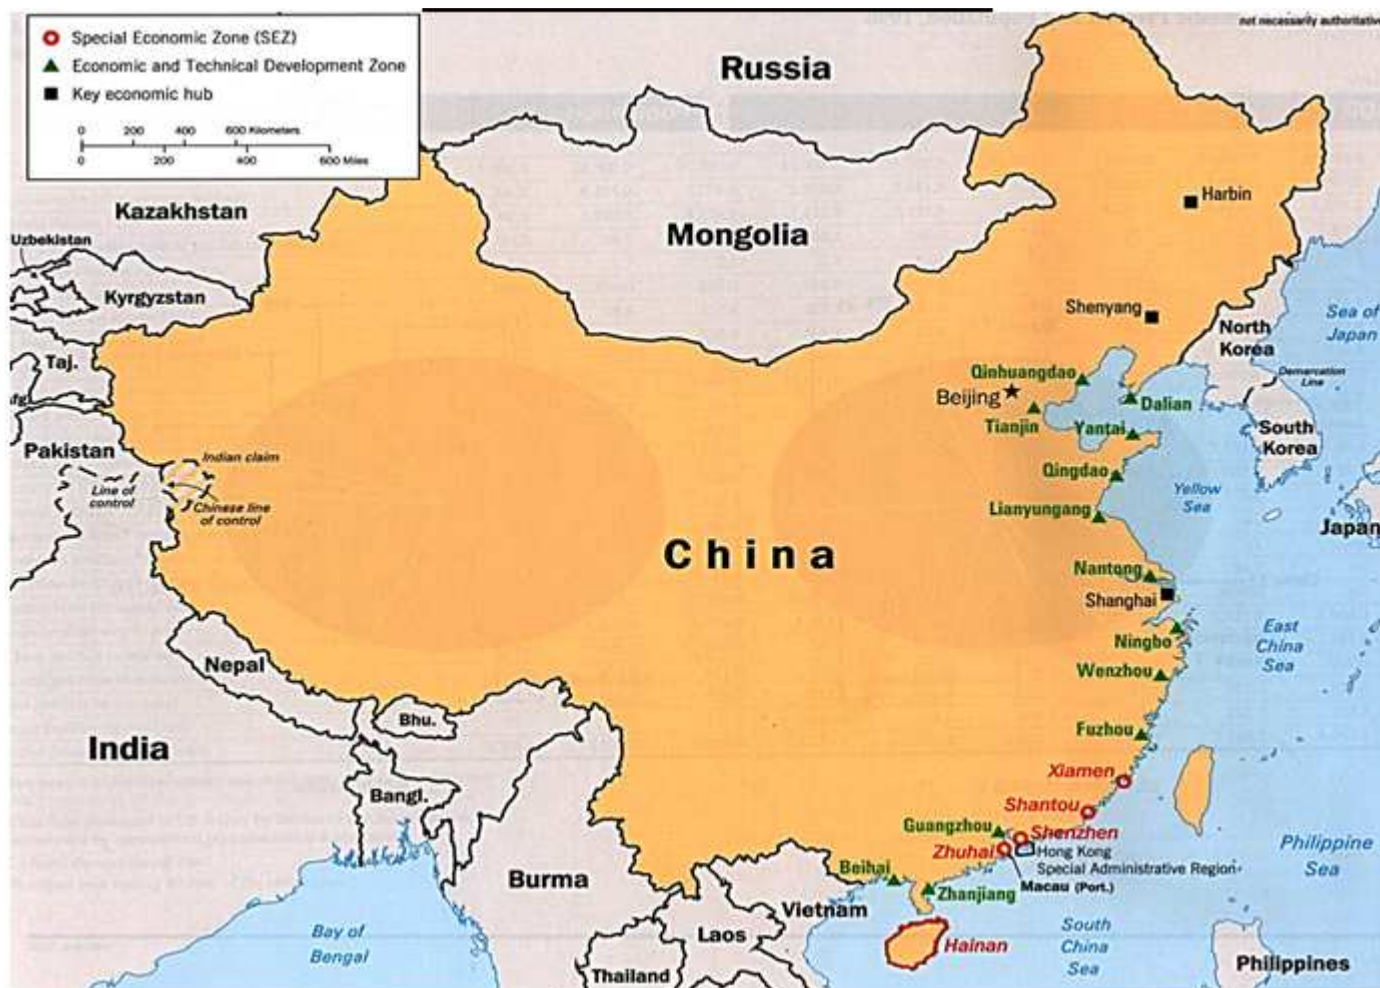 not necessarily authoritative
Special Economic Zone (SEZ)
Economic and Technical Development Zone
Key economic hub
0 200 400 600 Kilometers
0 200 400 600 Miles
Russia
Kazakhstan
Uzbekistan
Kyrgyzstan
Taj.
Afg.
Pakistan
Mongolia
Harbin
Shenyang
North
Korea
Demarcation
Line
South
Korea
Sea of
Japan
Japan
Qinhuangdao
Beijing
Tianjin
Dalian
Yantai
Qingdao
Yellow
Sea
Lianyungang
Indian claim
Line of
control
Chinese line
of control
China
Nantong
Shanghai
Ningbo
Wenzhou
East
China
Sea
Fuzhou
Xiamen
Shantou
Guangzhou
Shenzhen
Zhuhai
Hong Kong
Special Administrative Region
Macau (Port.)
Beihai
Zhanjiang
Hainan
Nepal
Bhu.
India
Bangl.
Burma
Bay of
Bengal
Vietnam
Laos
Thailand
South
China
Sea
Philippine
Sea
Philippines